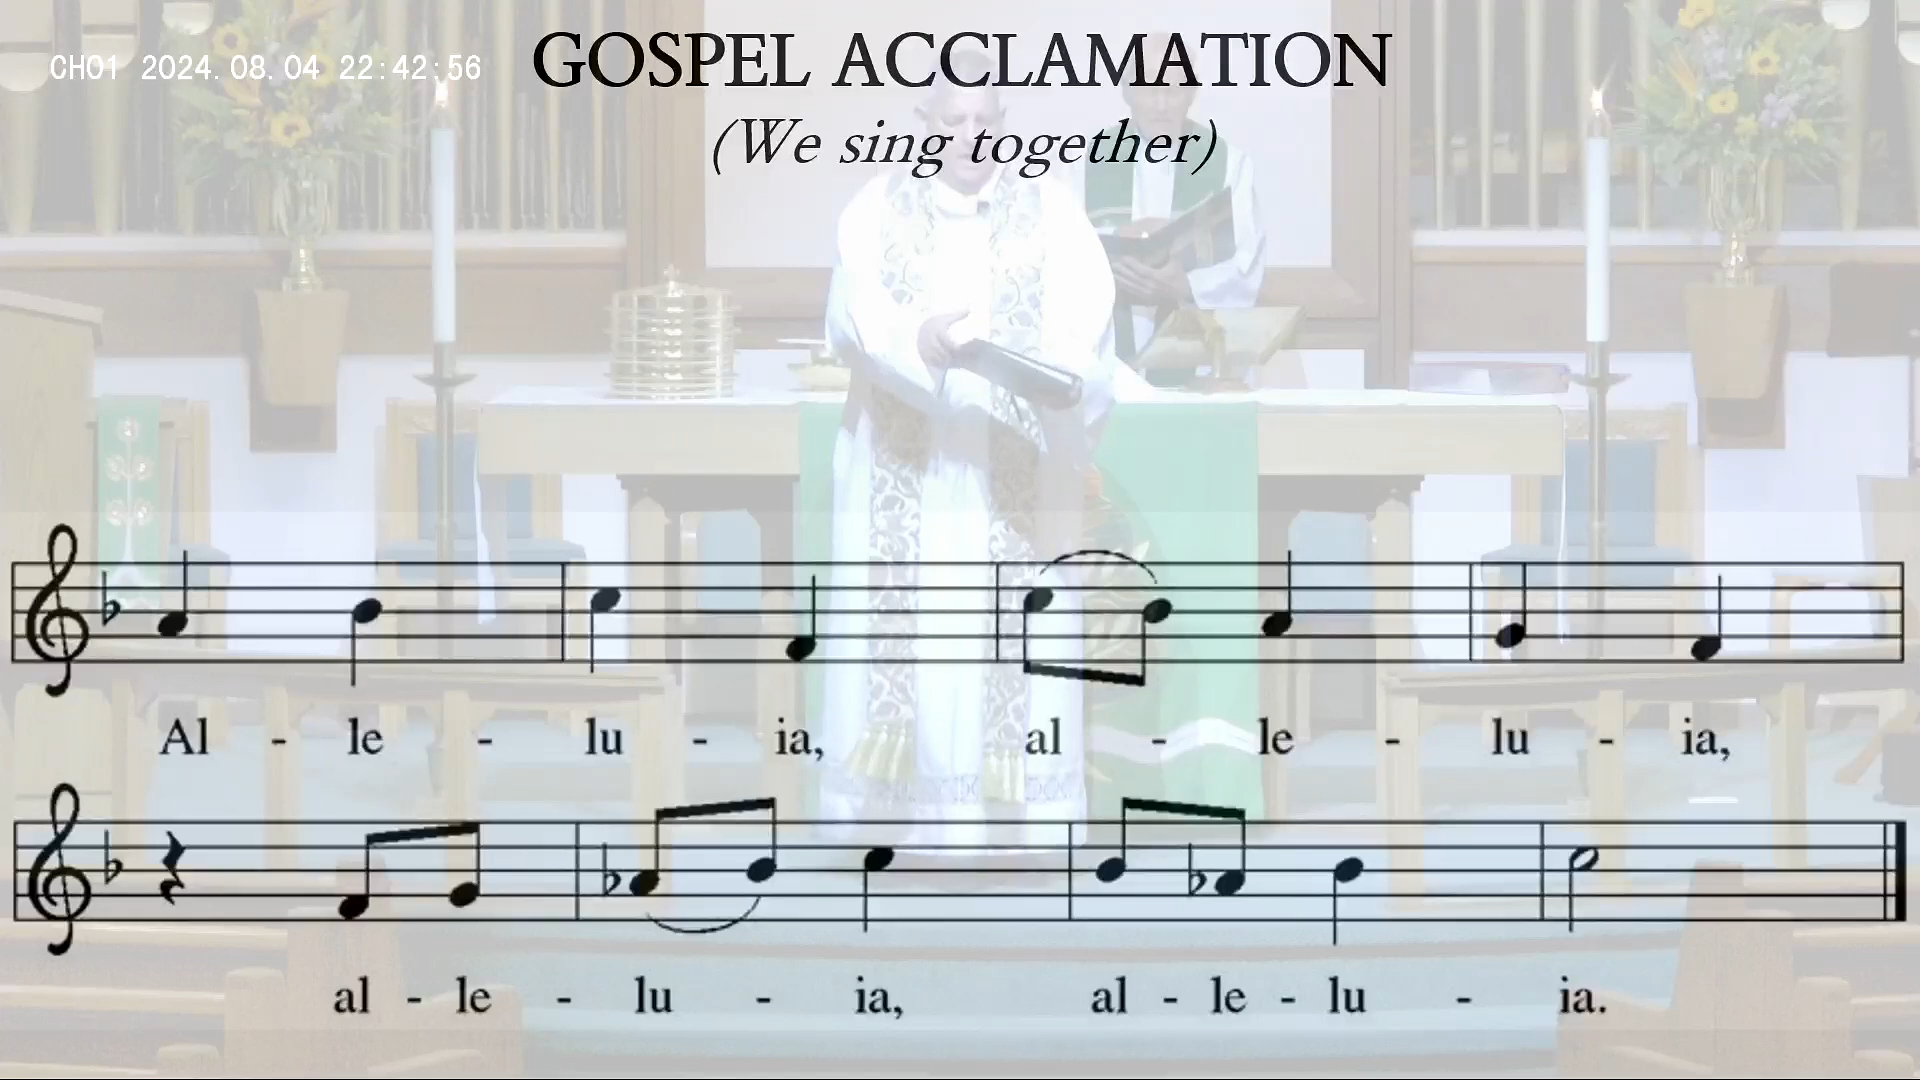 CH01 2024.08.04 22:42:56
GOSPEL ACCLAMATION
(We sing together)
Al - le - lu - ia, al - le - lu - ia,
al - le - lu - ia, al - le - lu - ia.